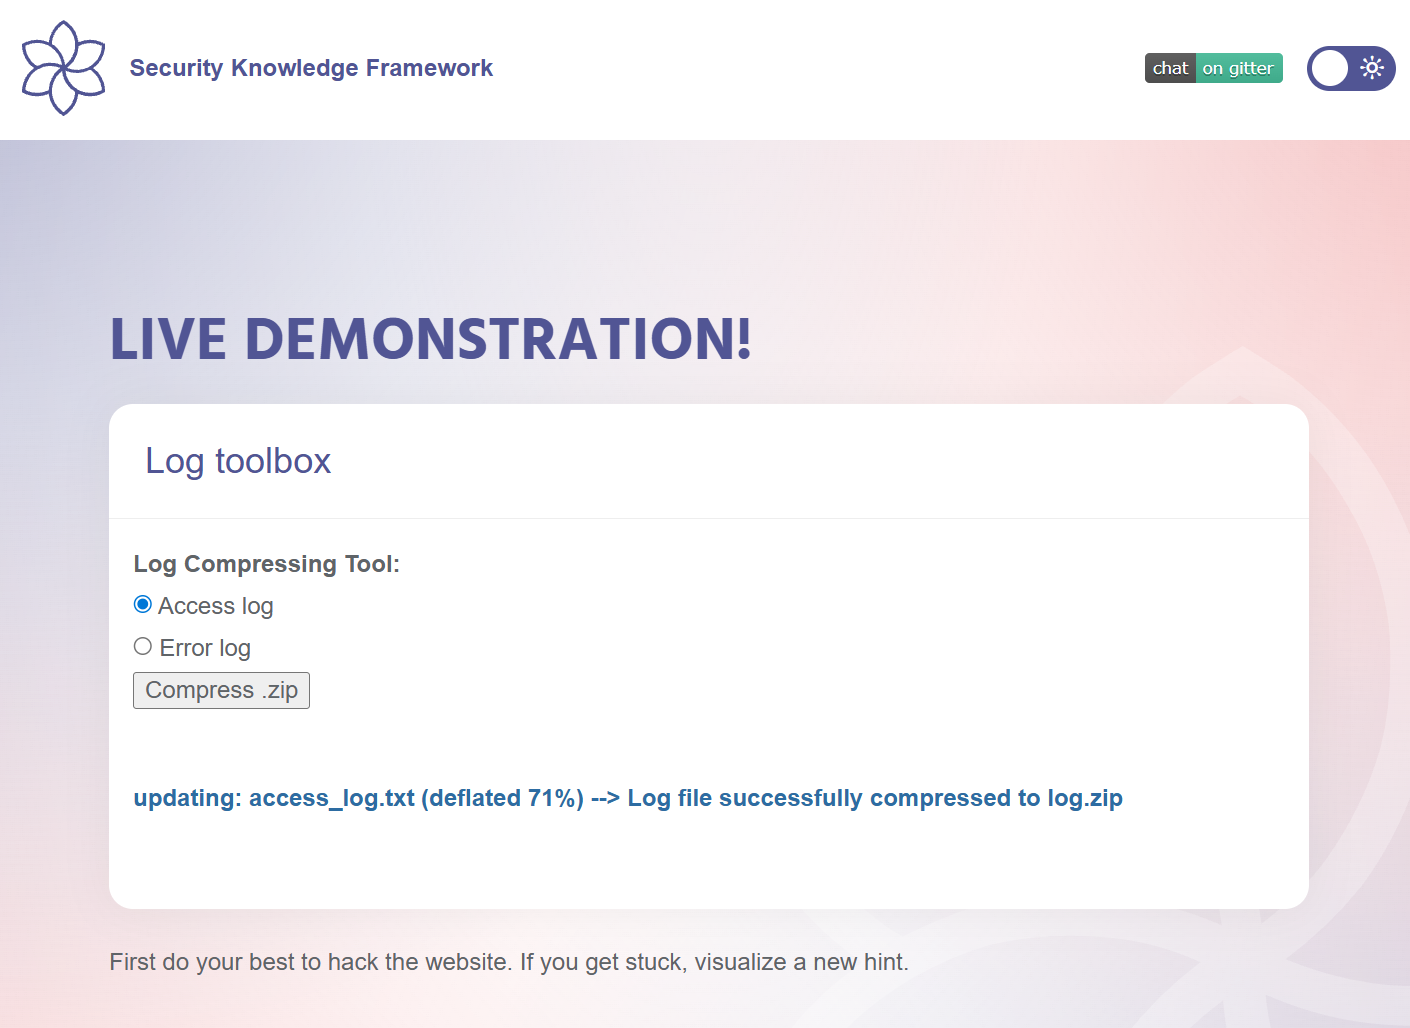 Security Knowledge Framework
chat on gitter
LIVE DEMONSTRATION!
Log toolbox
Log Compressing Tool:
Access log
Error log
Compress .zip
updating: access_log.txt (deflated 71%) --> Log file successfully compressed to log.zip
First do your best to hack the website. If you get stuck, visualize a new hint.